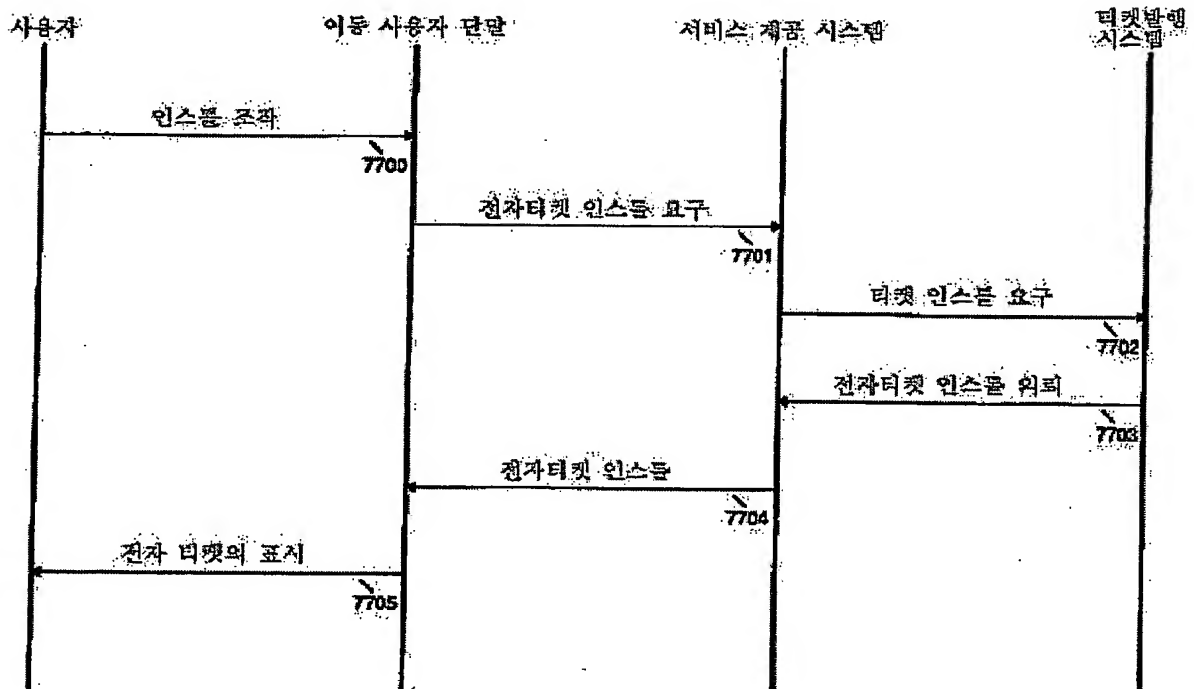 사용자
이동 사용자 단말
서비스 제공 시스템
티켓발행
시스템
인스톨 조작
7700
전자티켓 인스톨 요구
7701
티켓 인스톨 요구
7702
전자티켓 인스톨 의뢰
7703
전자티켓 인스톨
7704
전자 티켓의 표시
7705